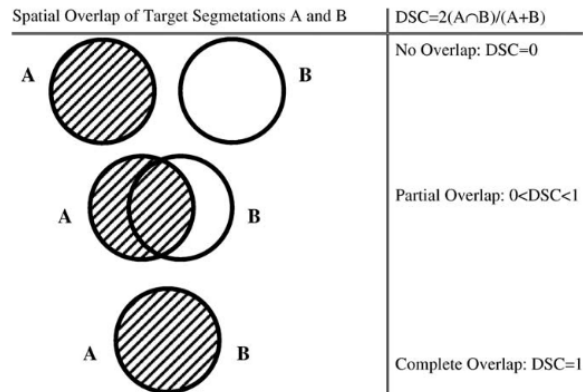 Spatial Overlap of Target Segmetations A and B
DSC=2(A∩B)/(A+B)
No Overlap: DSC=0
A
B
Partial Overlap: 0<DSC<1
A
B
A
B
Complete Overlap: DSC=1